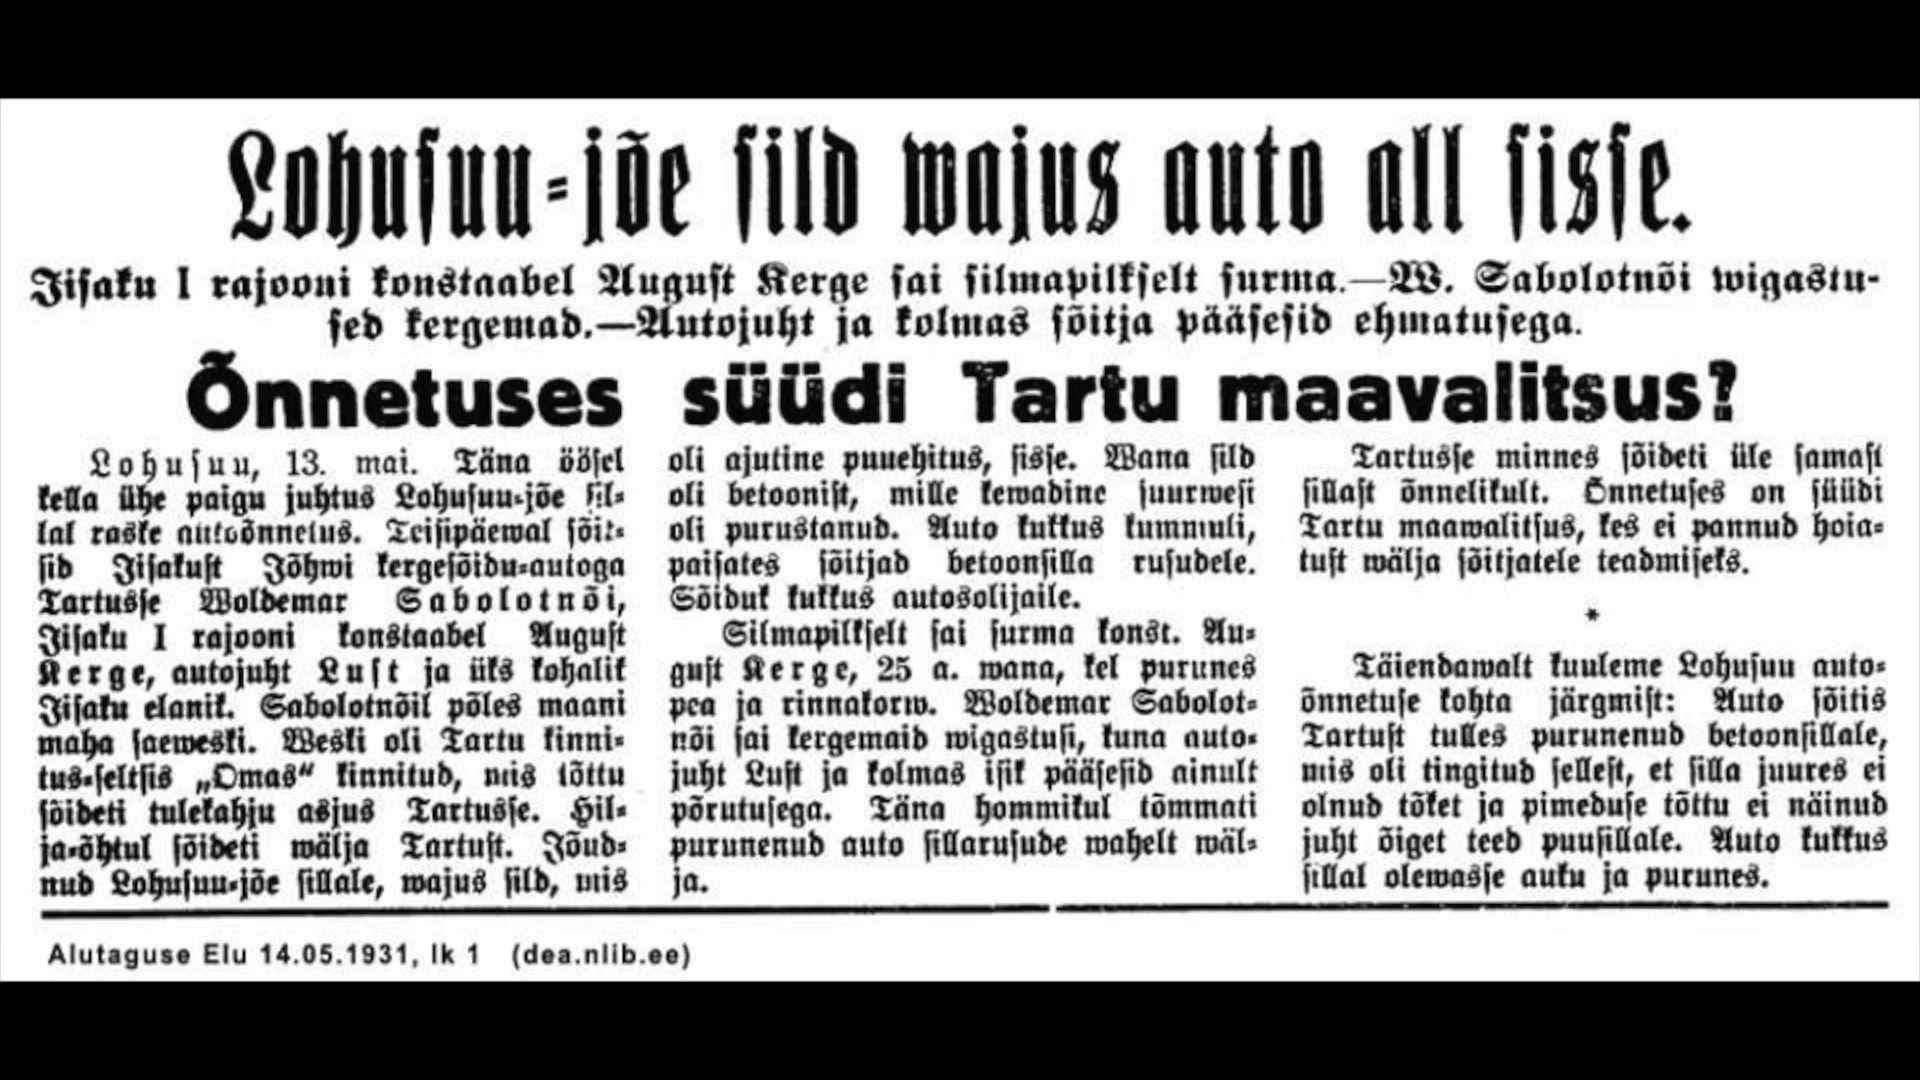 Lohusuu-jõe sild wajus auto all sisse.
Iisaku I rajooni konstaabel August Kerge sai silmapilkselt surma.—W. Sabolotnõi wigastu-
sed kergemad.—Autojuht ja kolmas sõitja pääsesid ehmatusega.
Õnnetuses süüdi Tartu maavalitsus?
Lohusuu, 13. mai. Täna öösel
kella ühe paigu juhtus Lohusuu-jõe sil-
lal raske autoõnnetus. Teisipäewal sõit-
sid Iisakust Jõhwi kergesõidu-autoga
Tartusse Woldemar Sabolotnõi,
Iisaku I rajooni konstaabel August
Kerge, autojuht Lust ja üks kohalik
Iisaku elanik. Sabolotnõil põles maani
maha saeweski. Weski oli Tartu kinni-
tus-seltsis „Omas“ kinnitud, mis tõttu
sõideti tulekahju asjus Tartusse. Hil-
ja-õhtul sõideti wälja Tartust. Jõud-
nud Lohusuu-jõe sillale, wajus sild, mis
oli ajutine puuehitus, sisse. Wana sild
oli betoonist, mille kewadine suurwesi
oli purustanud. Auto kukkus kummuli,
paisates sõitjad betoonsilla rusudele.
Sõiduk kukkus autosolijaile.
Silmapilkselt sai surma konst. Au-
gust Kerge, 25 a. wana, kel purunes
pea ja rinnakorw. Woldemar Sabolot-
nõi sai kergemaid wigastusi, kuna auto-
juht Lust ja kolmas isik pääsesid ainult
põrutusega. Täna hommikul tõmmati
purunenud auto sillarusude wahelt wäl-
ja.
Tartusse minnes sõideti üle samast
sillast õnnelikult. Õnnetuses on süüdi
Tartu maawalitsus, kes ei pannud hoia-
tust wälja sõitjatele teadmiseks.
*
Täiendawalt kuuleme Lohusuu auto-
õnnetuse kohta järgmist: Auto sõitis
Tartust tulles purunenud betoonsillale,
mis oli tingitud sellest, et silla juures ei
olnud tõket ja pimeduse tõttu ei näinud
juht õiget teed puusillale. Auto kukkus
sillal olewasse auku ja purunes.
Alutaguse Elu 14.05.1931, lk 1 (dea.nlib.ee)